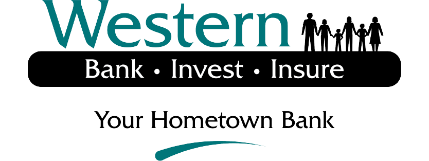 Western
Bank • Invest • Insure
Your Hometown Bank